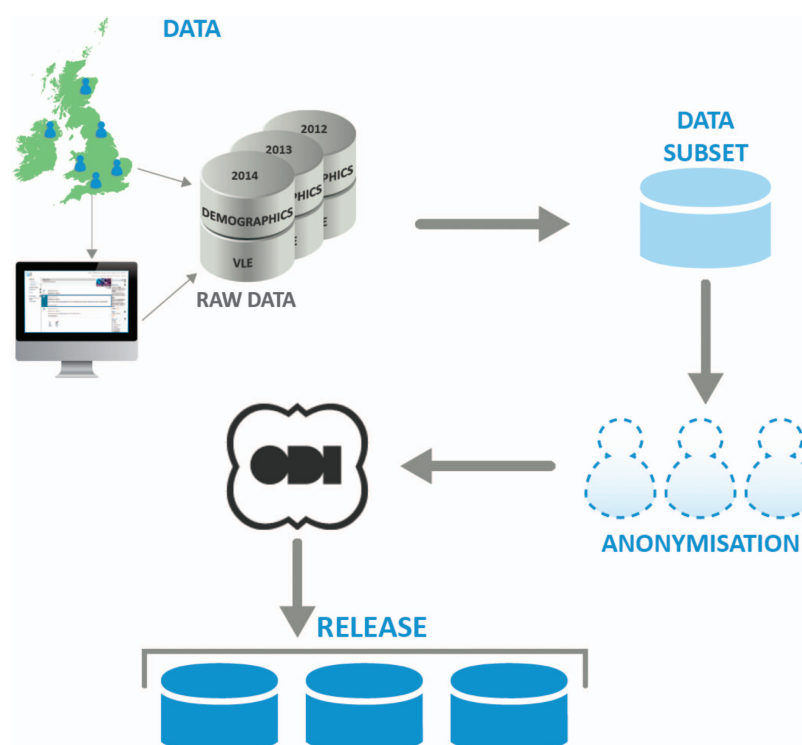 DATA
2012
2013
2014
PHICS
PHICS
DEMOGRAPHICS
E
E
VLE
RAW DATA
DATA
SUBSET
ODI
ANONYMISATION
RELEASE